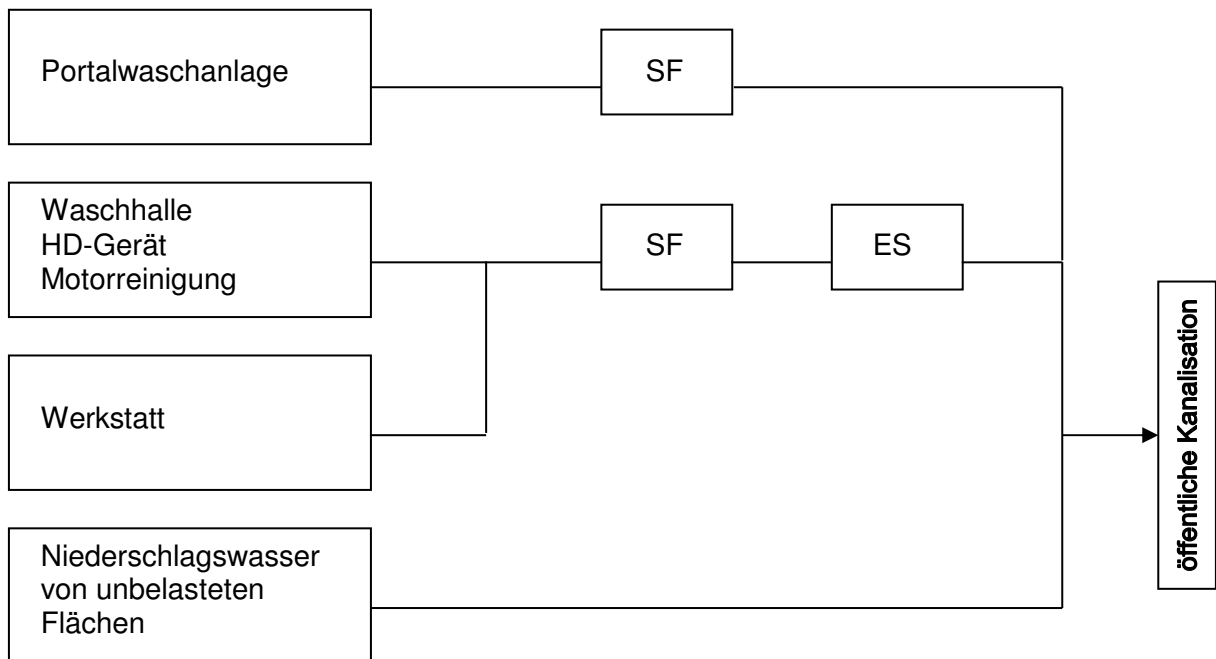 Portalwaschanlage
SF
Waschhalle
HD-Gerät
Motorreinigung
SF
ES
Werkstatt
Niederschlagswasser
von unbelasteten
Flächen
öffentliche Kanalisation